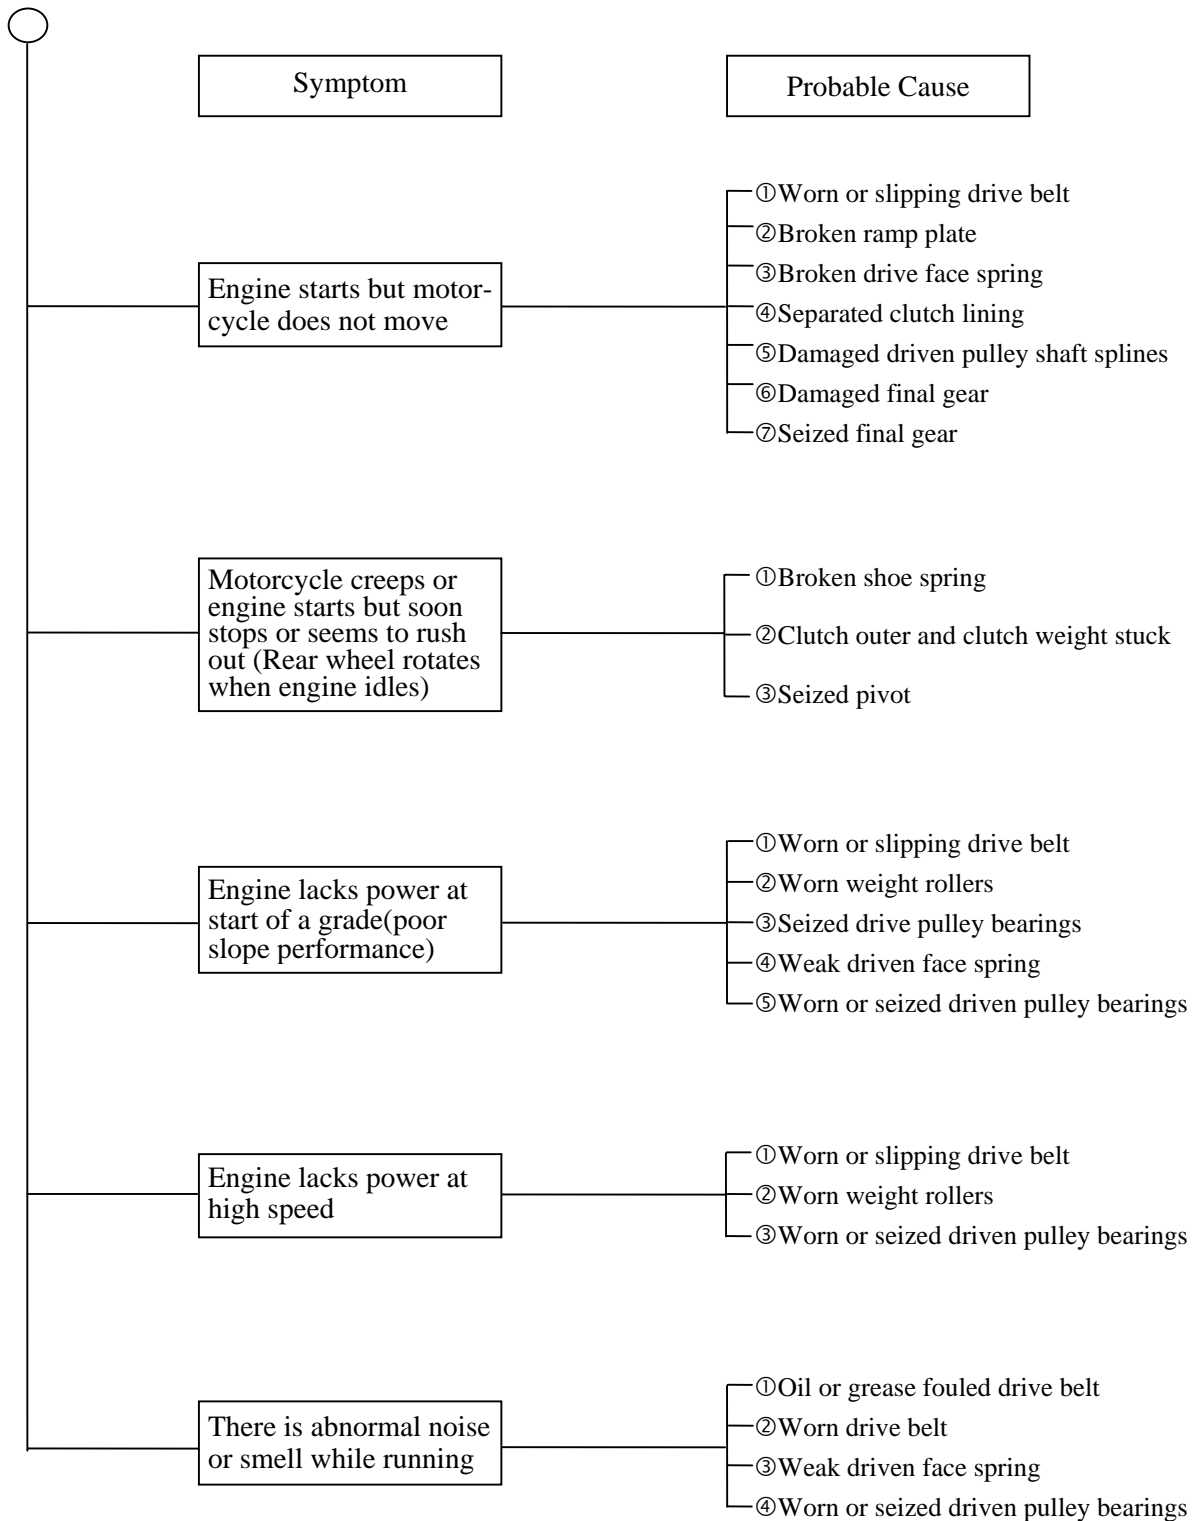 Symptom
Probable Cause
Engine starts but motor-
cycle does not move
①Worn or slipping drive belt
②Broken ramp plate
③Broken drive face spring
④Separated clutch lining
⑤Damaged driven pulley shaft splines
⑥Damaged final gear
⑦Seized final gear
Motorcycle creeps or
engine starts but soon
stops or seems to rush
out (Rear wheel rotates
when engine idles)
①Broken shoe spring
②Clutch outer and clutch weight stuck
③Seized pivot
Engine lacks power at
start of a grade(poor
slope performance)
①Worn or slipping drive belt
②Worn weight rollers
③Seized drive pulley bearings
④Weak driven face spring
⑤Worn or seized driven pulley bearings
Engine lacks power at
high speed
①Worn or slipping drive belt
②Worn weight rollers
③Worn or seized driven pulley bearings
There is abnormal noise
or smell while running
①Oil or grease fouled drive belt
②Worn drive belt
③Weak driven face spring
④Worn or seized driven pulley bearings